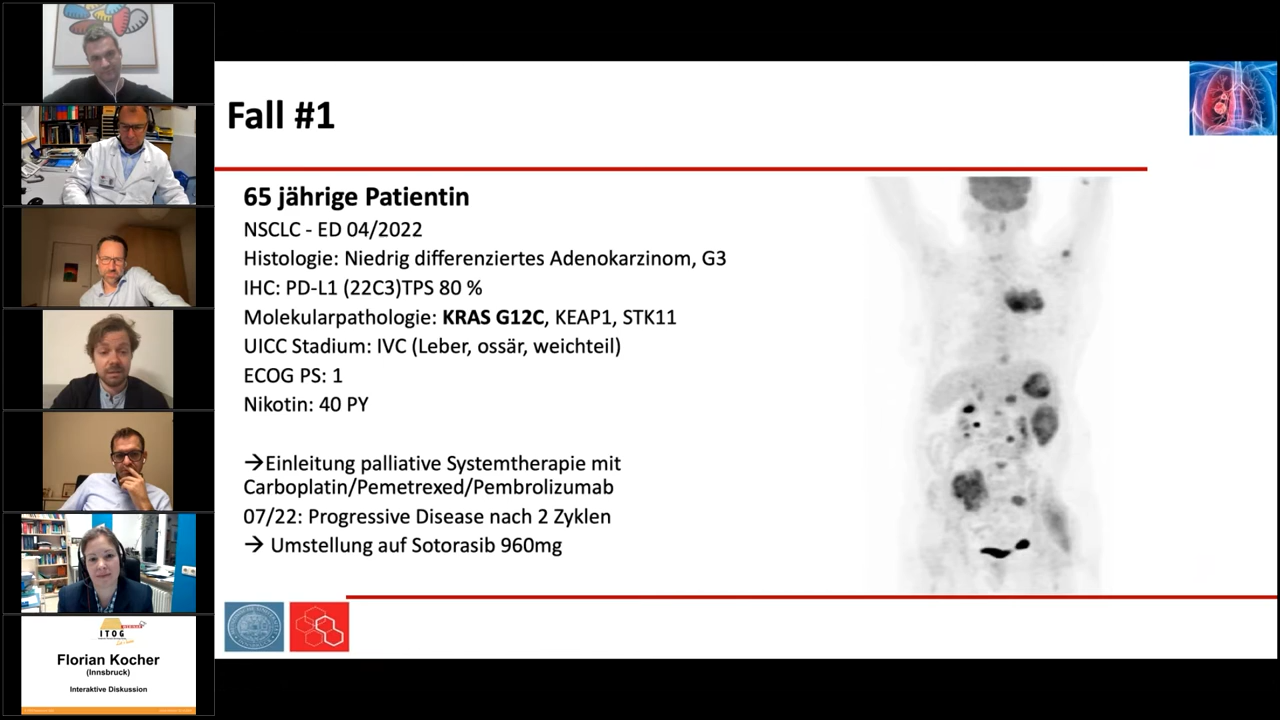 Fall #1
65 jährige Patientin
NSCLC - ED 04/2022
Histologie: Niedrig differenziertes Adenokarzinom, G3
IHC: PD-L1 (22C3)TPS 80 %
Molekularpathologie: KRAS G12C, KEAP1, STK11
UICC Stadium: IVC (Leber, ossär, weichteil)
ECOG PS: 1
Nikotin: 40 PY
→Einleitung palliative Systemtherapie mit
Carboplatin/Pemetrexed/Pembrolizumab
07/22: Progressive Disease nach 2 Zyklen
→ Umstellung auf Sotorasib 960mg
ITOG
Florian Kocher
(Innsbruck)
Interaktive Diskussion